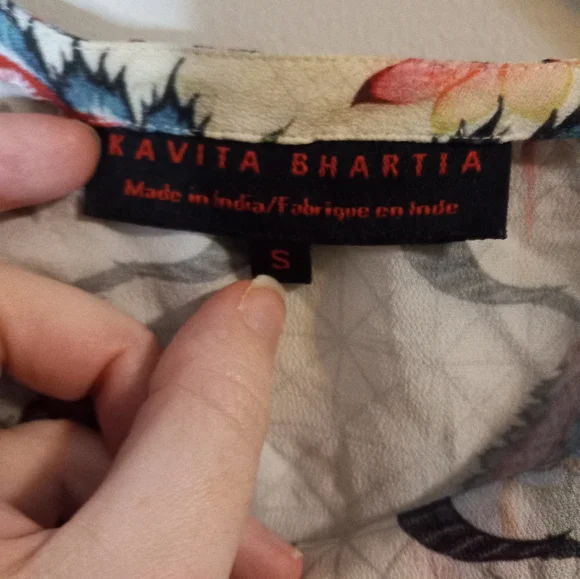 KAVITA BHARTIA
Made in India/Fabrique en Inde
S